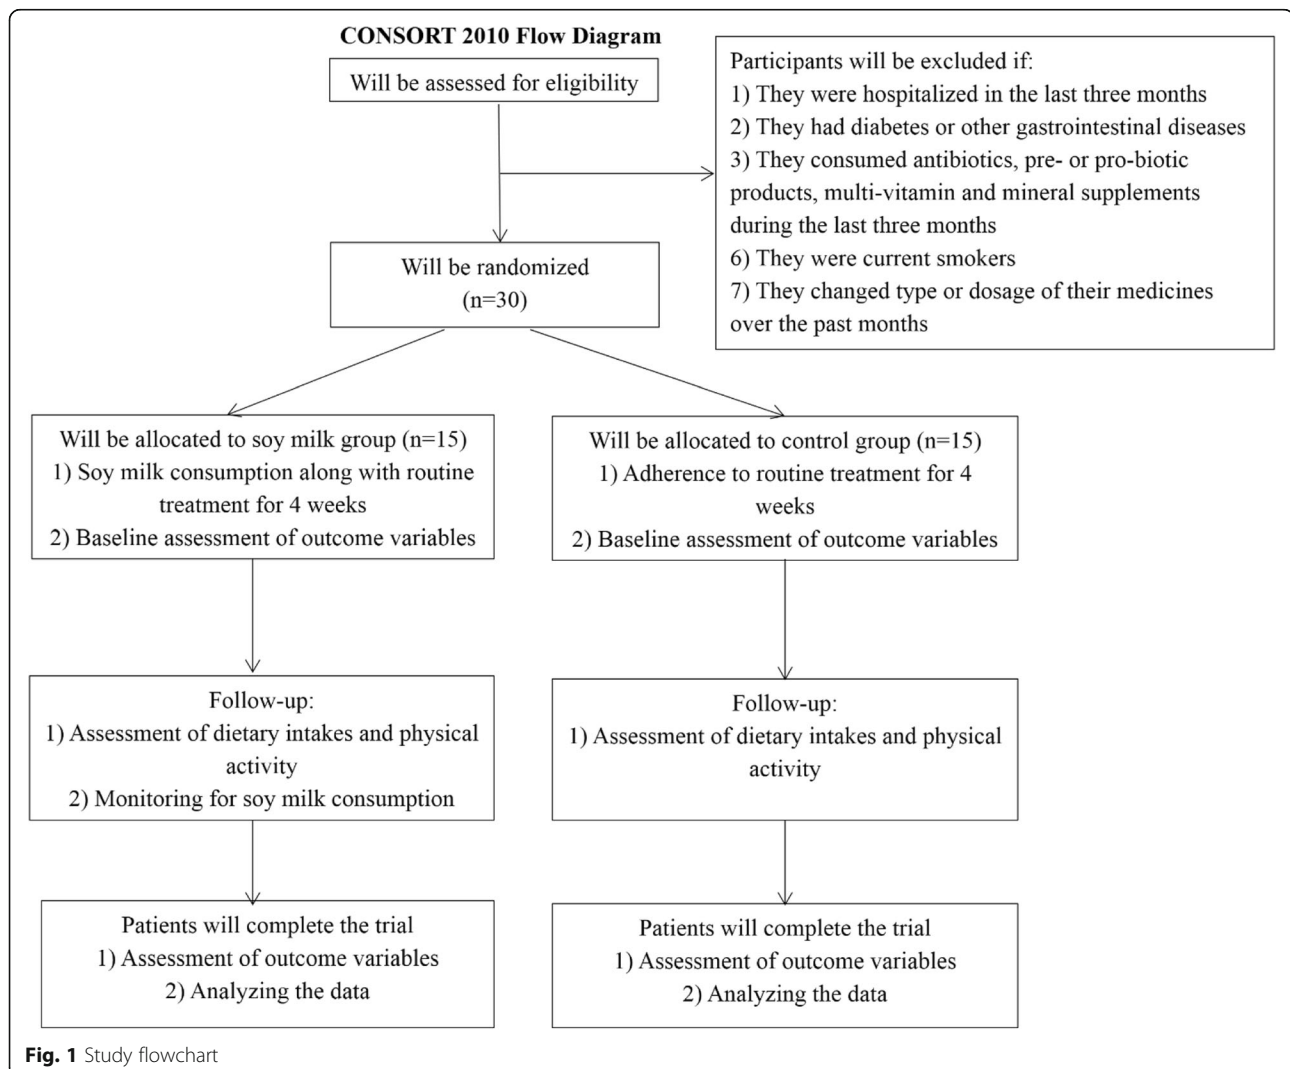 CONSORT 2010 Flow Diagram
Will be assessed for eligibility
Participants will be excluded if:
1) They were hospitalized in the last three months
2) They had diabetes or other gastrointestinal diseases
3) They consumed antibiotics, pre- or pro-biotic
products, multi-vitamin and mineral supplements
during the last three months
6) They were current smokers
7) They changed type or dosage of their medicines
over the past months
Will be randomized
(n=30)
Will be allocated to soy milk group (n=15)
1) Soy milk consumption along with routine
treatment for 4 weeks
2) Baseline assessment of outcome variables
Will be allocated to control group (n=15)
1) Adherence to routine treatment for 4
weeks
2) Baseline assessment of outcome variables
Follow-up:
1) Assessment of dietary intakes and physical
activity
2) Monitoring for soy milk consumption
Follow-up:
1) Assessment of dietary intakes and physical
activity
Patients will complete the trial
1) Assessment of outcome variables
2) Analyzing the data
Patients will complete the trial
1) Assessment of outcome variables
2) Analyzing the data
Fig. 1 Study flowchart